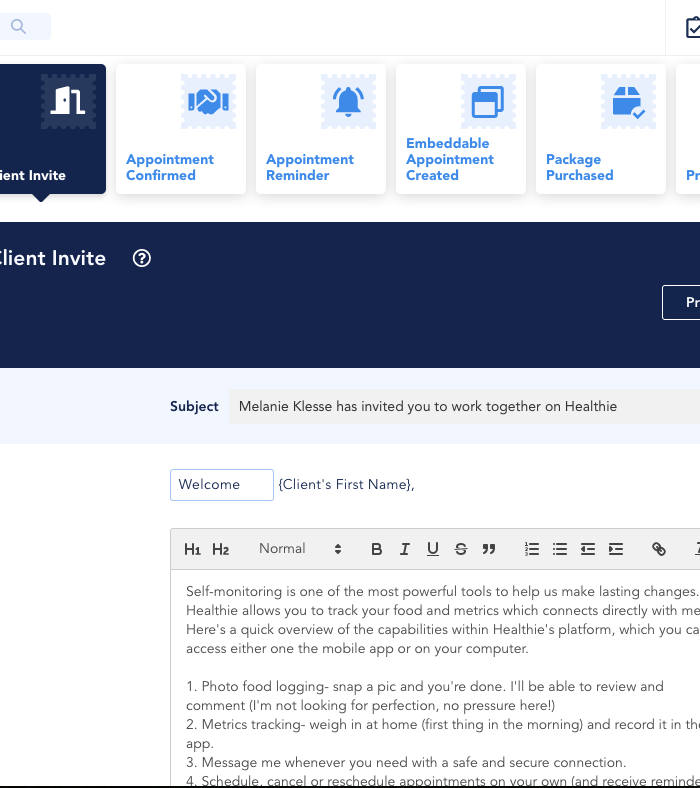 ient Invite
Appointment
Confirmed
Appointment
Reminder
Embeddable
Appointment
Created
Package
Purchased
Pr
Client Invite ?
Pr
Subject Melanie Klesse has invited you to work together on Healthie
Welcome {Client's First Name},
H1 H2 Normal B I U S
Self-monitoring is one of the most powerful tools to help us make lasting changes.
Healthie allows you to track your food and metrics which connects directly with me
Here's a quick overview of the capabilities within Healthie's platform, which you ca
access either one the mobile app or on your computer.
1. Photo food logging- snap a pic and you're done. I'll be able to review and
comment (I'm not looking for perfection, no pressure here!)
2. Metrics tracking- weigh in at home (first thing in the morning) and record it in the
app.
3. Message me whenever you need with a safe and secure connection.
4. Schedule, cancel or reschedule appointments on your own (and receive reminde